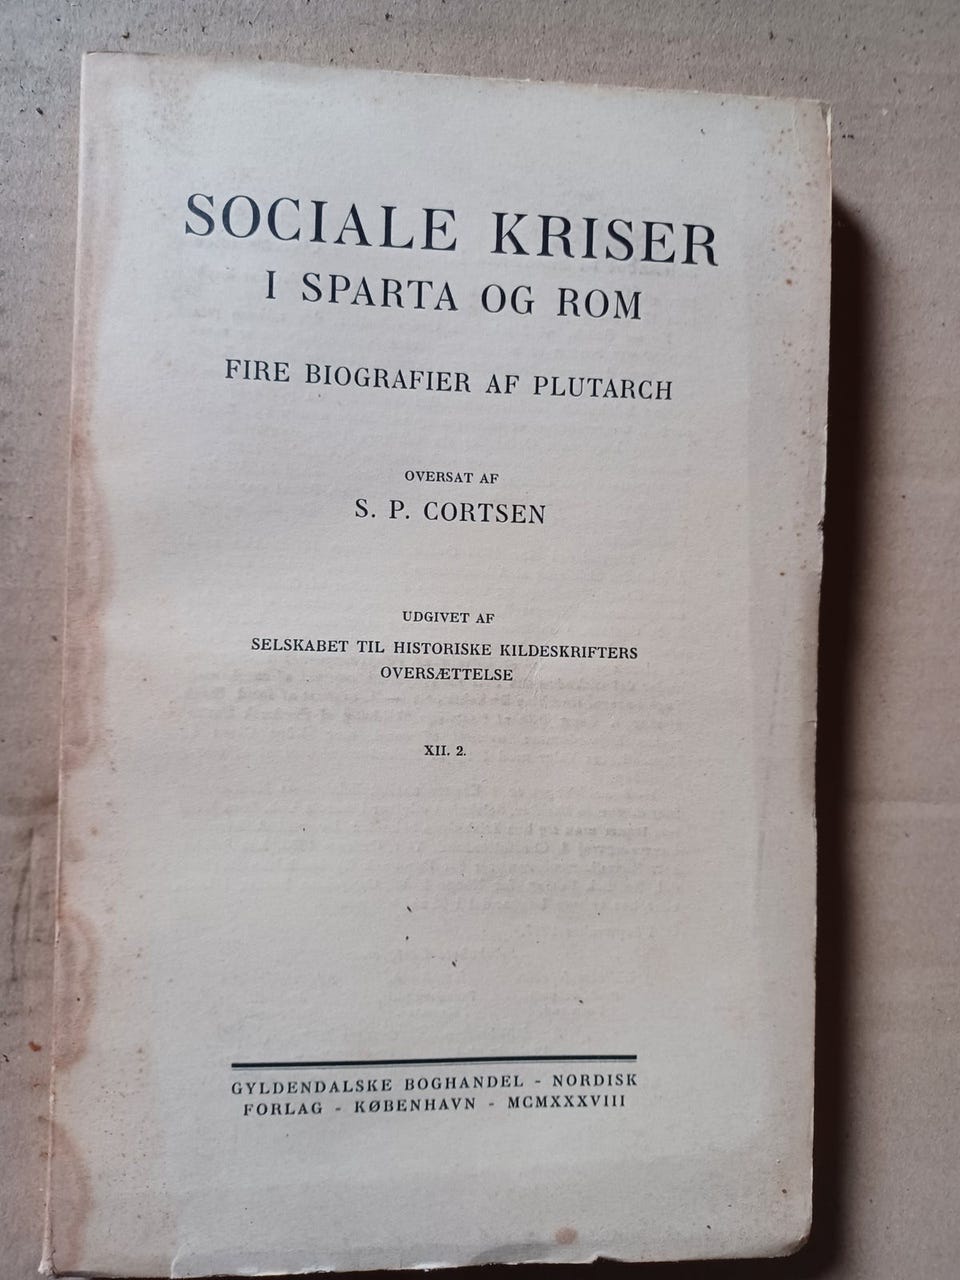 SOCIALE KRISER
I SPARTA OG ROM
FIRE BIOGRAFIER AF PLUTARCH
OVERSAT AF
S. P. CORTSEN
UDGIVET AF
SELSKABET TIL HISTORISKE KILDESKRIFTERS
OVERSÆTTELSE
XII. 2.
GYLDENDALSKE BOGHANDEL - NORDISK
FORLAG - KØBENHAVN - MCMXXXVIII